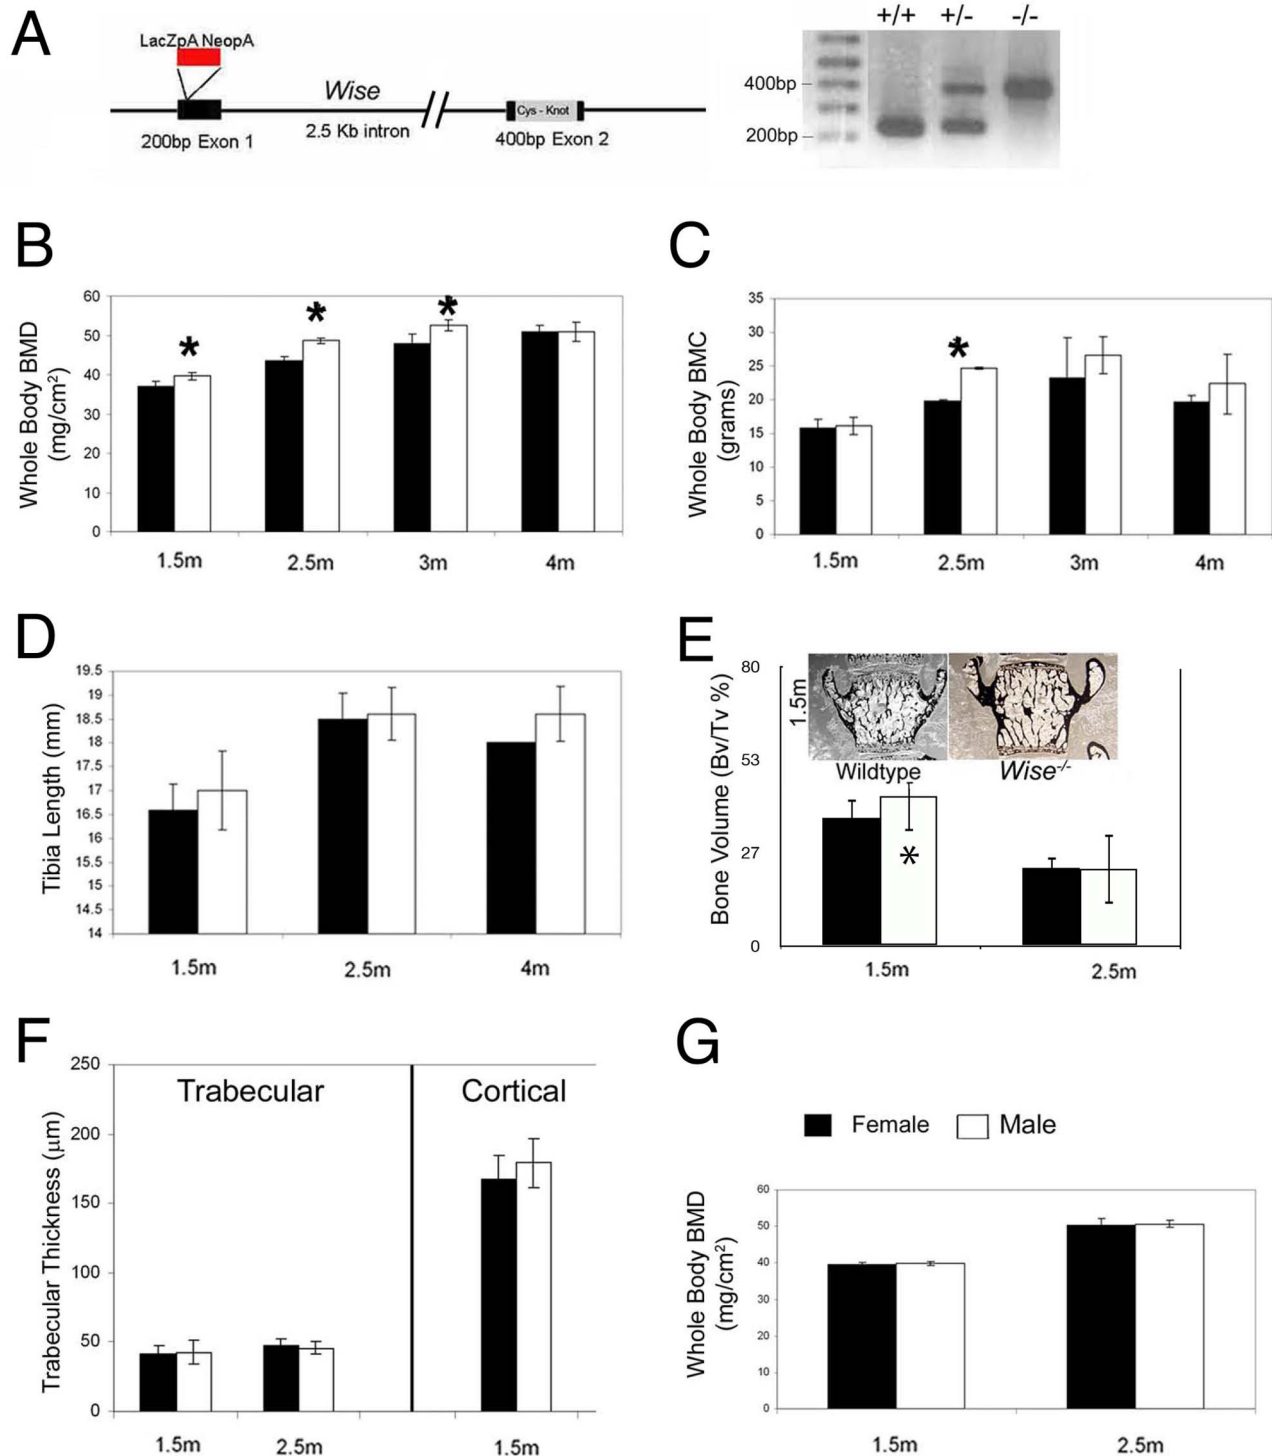 A
LacZpA NeopA
Wise
Cys - Knot
200bp Exon 1
2.5 Kb intron
400bp Exon 2
+/+ +/- -/-
400bp
200bp
B
Whole Body BMD
(mg/cm²)
60
50
40
30
20
10
0
*
*
*
1.5m 2.5m 3m 4m
C
Whole Body BMC
(grams)
35
30
25
20
15
10
5
0
*
1.5m 2.5m 3m 4m
D
Tibia Length (mm)
19.5
19
18.5
18
17.5
17
16.5
16
15.5
15
14.5
14
1.5m 2.5m 4m
E
Bone Volume (Bv/Tv %)
80
53
27
0
1.5m
Wildtype Wise-/-
*
1.5m 2.5m
F
Trabecular Thickness (μm)
250
200
150
100
50
0
Trabecular Cortical
1.5m 2.5m 1.5m
G
Female Male
Whole Body BMD
(mg/cm²)
60
50
40
30
20
10
0
1.5m 2.5m